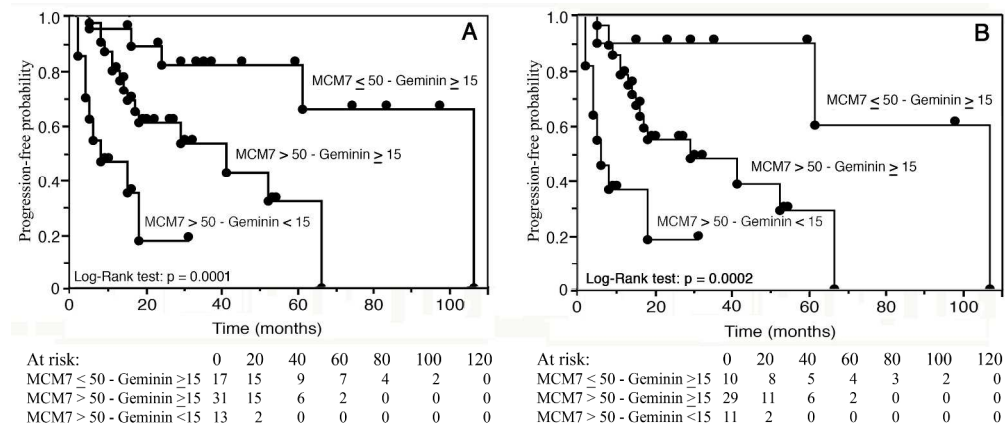 A
Progression-free probability
1.0
0.8
0.6
0.4
0.2
0
MCM7 ≤ 50 - Geminin ≥ 15
MCM7 > 50 - Geminin ≥ 15
MCM7 > 50 - Geminin < 15
Log-Rank test: p = 0.0001
0 20 40 60 80 100
Time (months)
At risk: 0 20 40 60 80 100 120
MCM7 ≤ 50 - Geminin ≥15 17 15 9 7 4 2 0
MCM7 > 50 - Geminin ≥15 31 15 6 2 0 0 0
MCM7 > 50 - Geminin <15 13 2 0 0 0 0 0
B
Progression-free probability
1.0
0.8
0.6
0.4
0.2
0
MCM7 ≤ 50 - Geminin ≥ 15
MCM7 > 50 - Geminin ≥ 15
MCM7 > 50 - Geminin < 15
Log-Rank test: p = 0.0002
0 20 40 60 80 100
Time (months)
At risk: 0 20 40 60 80 100 120
MCM7 ≤ 50 - Geminin ≥15 10 8 5 4 3 2 0
MCM7 > 50 - Geminin ≥15 29 11 6 2 0 0 0
MCM7 > 50 - Geminin <15 11 2 0 0 0 0 0